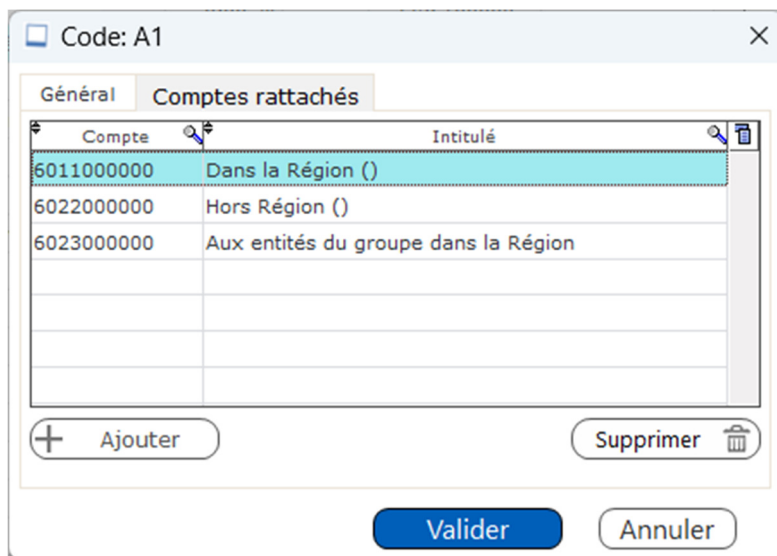 Code: A1
Général Comptes rattachés
Compte Intitulé
6011000000 Dans la Région ()
6022000000 Hors Région ()
6023000000 Aux entités du groupe dans la Région
Ajouter Supprimer
Valider Annuler